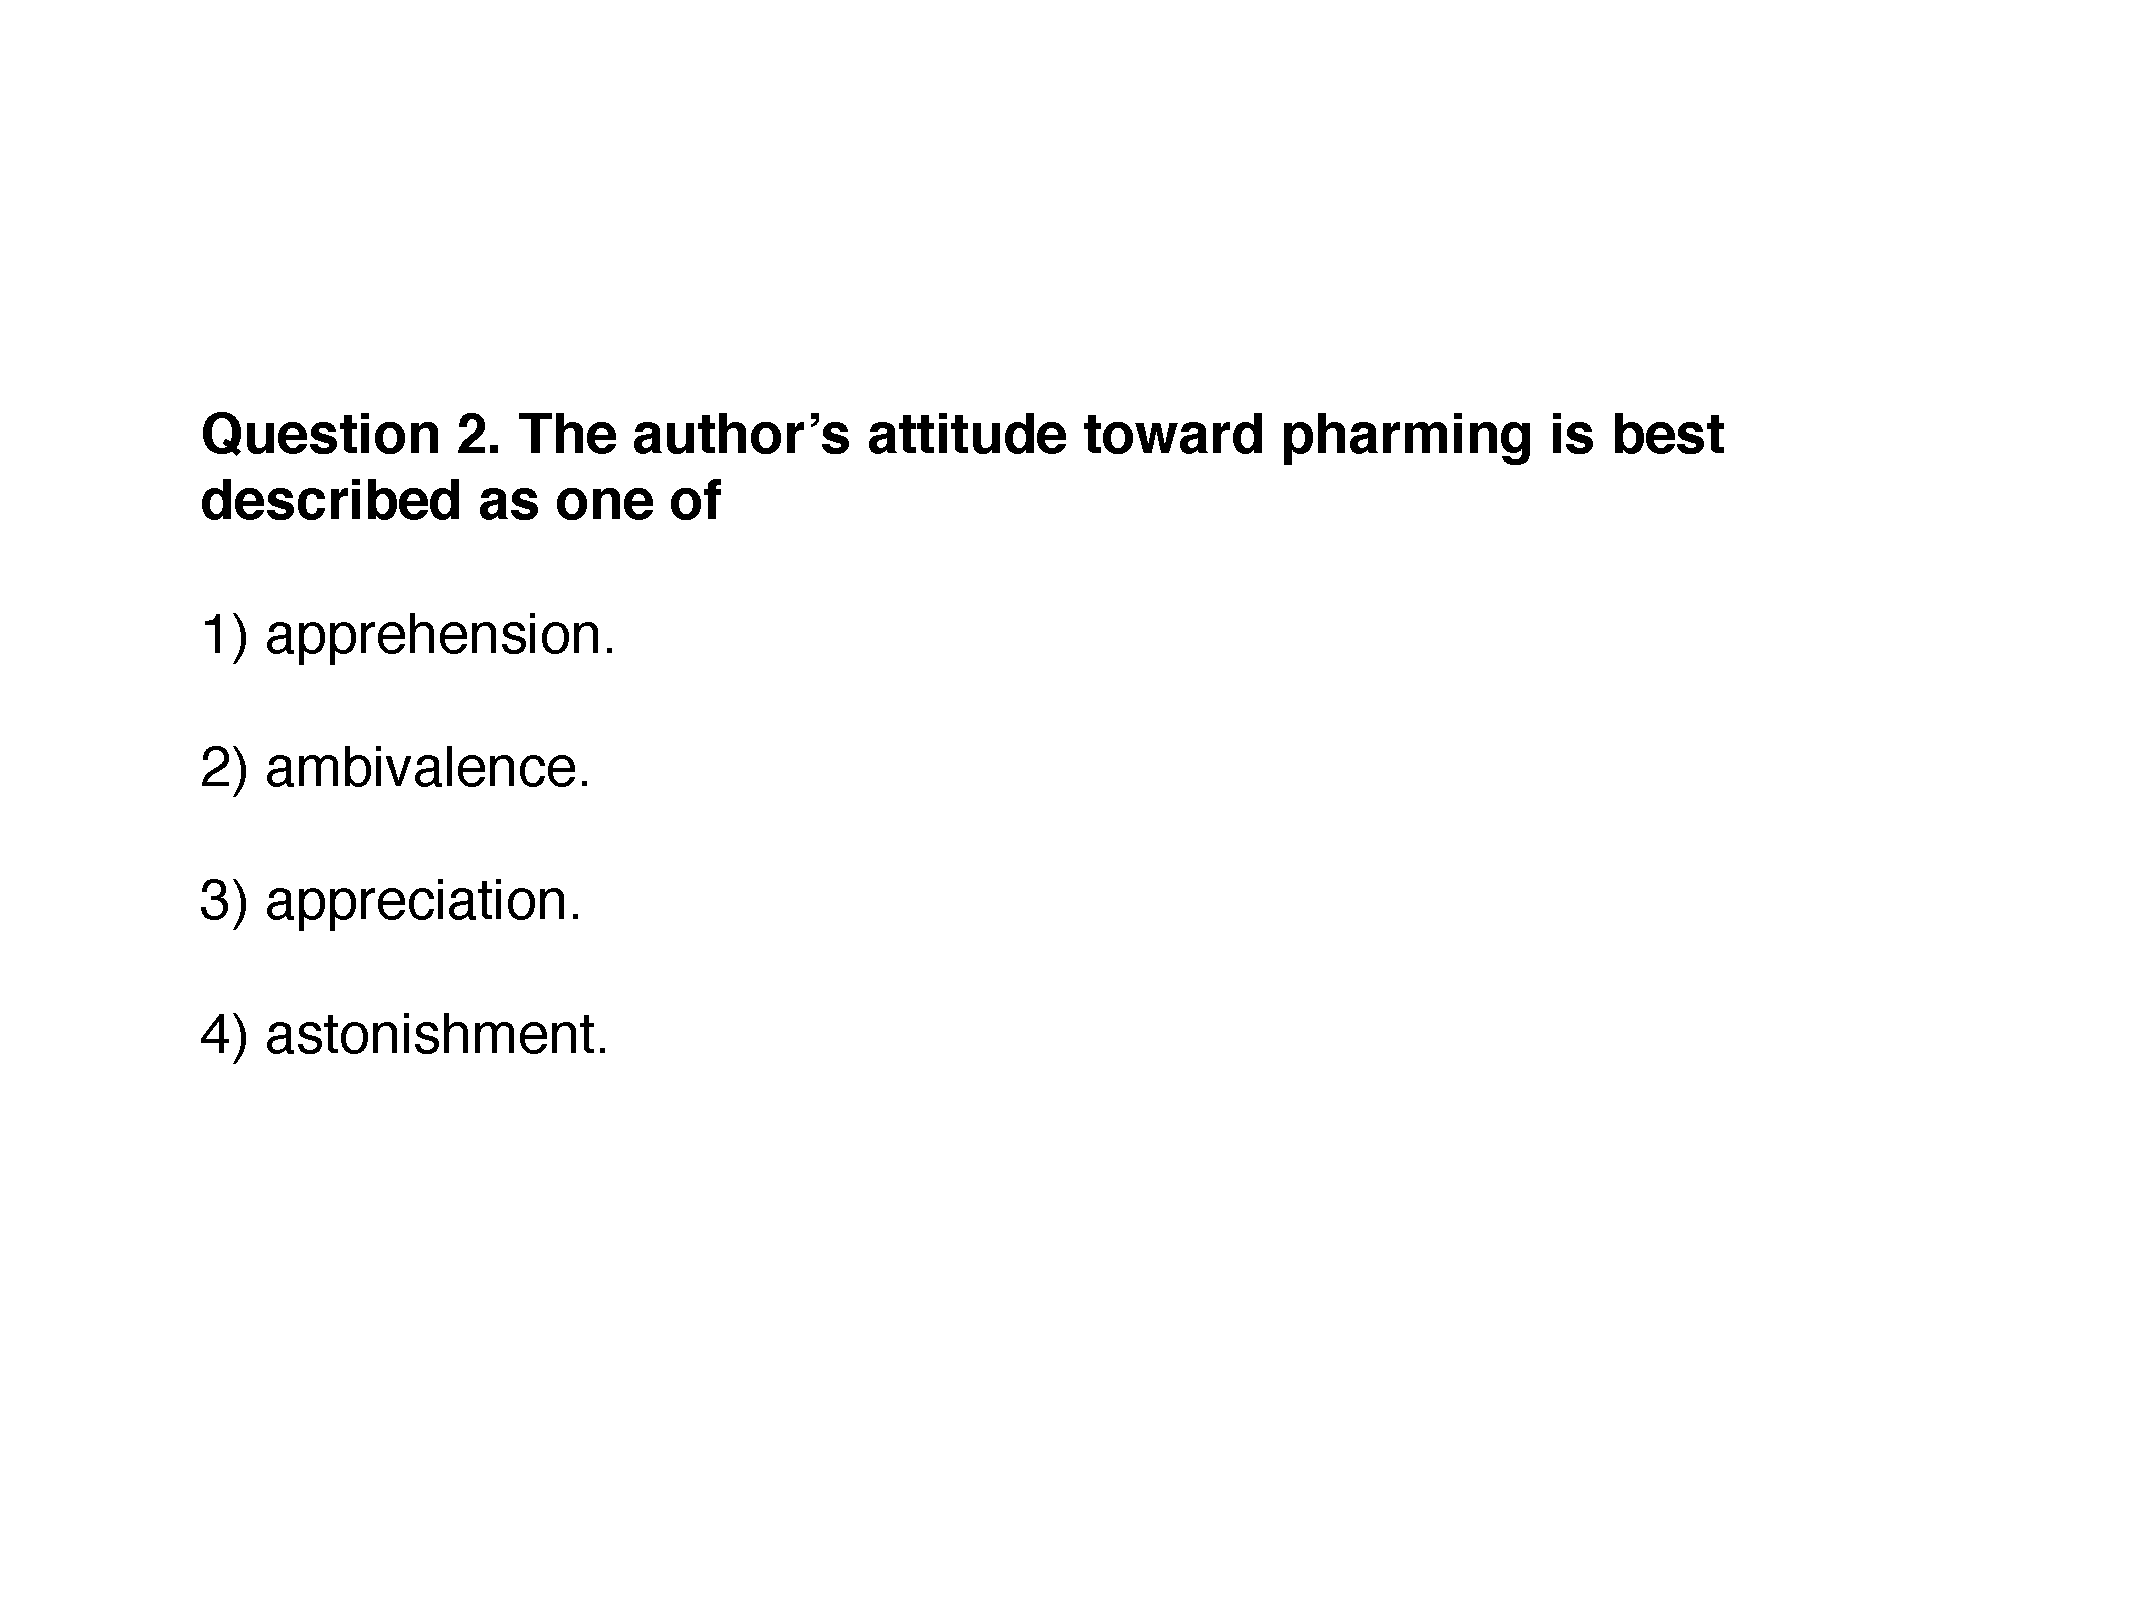 Question 2. The author’s attitude toward pharming is best
described as one of
1) apprehension.
2) ambivalence.
3) appreciation.
4) astonishment.